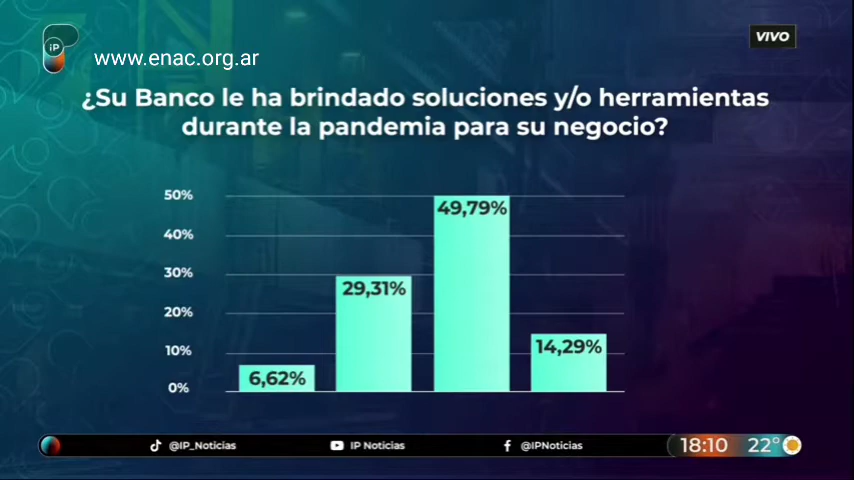 iP
VIVO
www.enac.org.ar
¿Su Banco le ha brindado soluciones y/o herramientas
durante la pandemia para su negocio?
50%
40%
30%
20%
10%
0%
6,62%
29,31%
49,79%
14,29%
@IP_Noticias
IP Noticias
@IPNoticias
18:10
22°